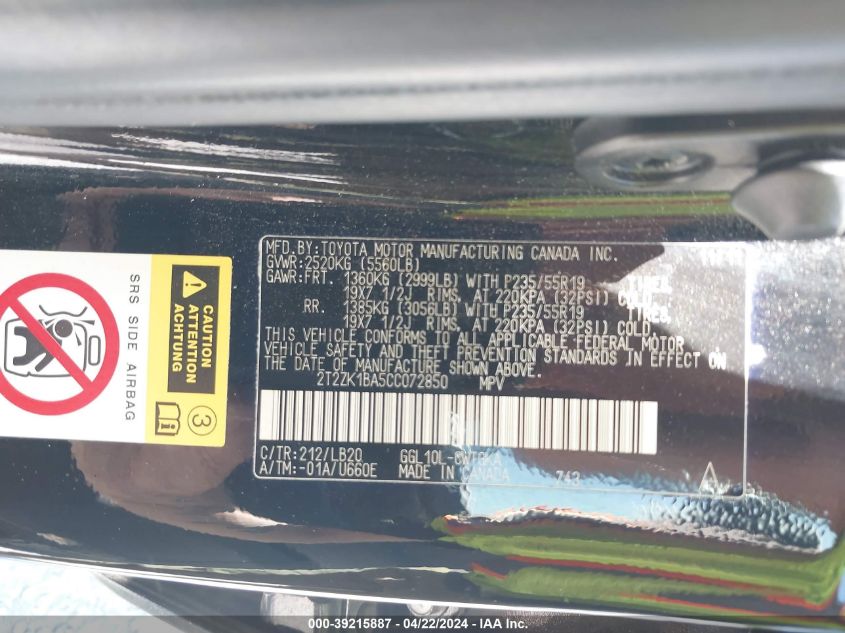 MFD.BY:TOYOTA MOTOR MANUFACTURING CANADA INC.
GVWR:2520KG (5560LB)
GAWR:FRT. 1360KG (2999LB) WITH P235/55R19 TIRES,
19X7 1/2J RIMS, AT 220KPA (32PSI) COLD.
RR. 1385KG (3056LB) WITH P235/55R19 TIRES,
19X7 1/2J RIMS, AT 220KPA (32PSI) COLD.
THIS VEHICLE CONFORMS TO ALL APPLICABLE FEDERAL MOTOR
VEHICLE SAFETY AND THEFT PREVENTION STANDARDS IN EFFECT ON
THE DATE OF MANUFACTURE SHOWN ABOVE.
2T2ZK1BA5CC072850 MPV
C/TR:212/LB20 GGL10L-
A/TM:-01A/U660E MADE IN CANADA 743
SRS SIDE AIRBAG
CAUTION
ATTENTION
ACHTUNG
3
000-39215887 - 04/22/2024 - IAA Inc.